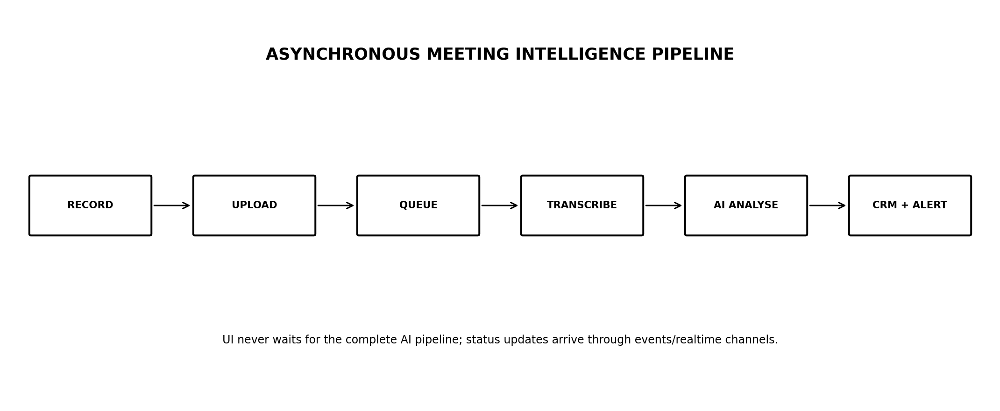 ASYNCHRONOUS MEETING INTELLIGENCE PIPELINE
RECORD
UPLOAD
QUEUE
TRANSCRIBE
AI ANALYSE
CRM + ALERT
UI never waits for the complete AI pipeline; status updates arrive through events/realtime channels.